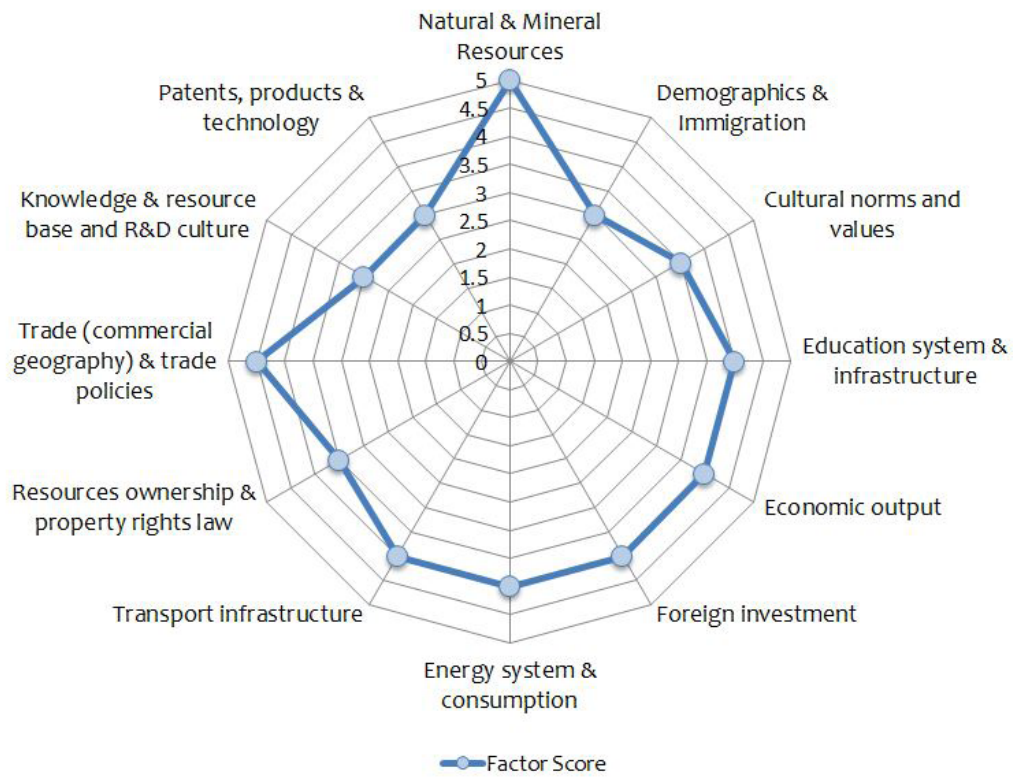 Natural & Mineral
Resources
Demographics &
Immigration
Cultural norms and
values
Education system &
infrastructure
Economic output
Foreign investment
Energy system &
consumption
Transport infrastructure
Resources ownership &
property rights law
Trade (commercial
geography) & trade
policies
Knowledge & resource
base and R&D culture
Patents, products &
technology
5
4.5
4
3.5
3
2.5
2
1.5
1
0.5
0
Factor Score